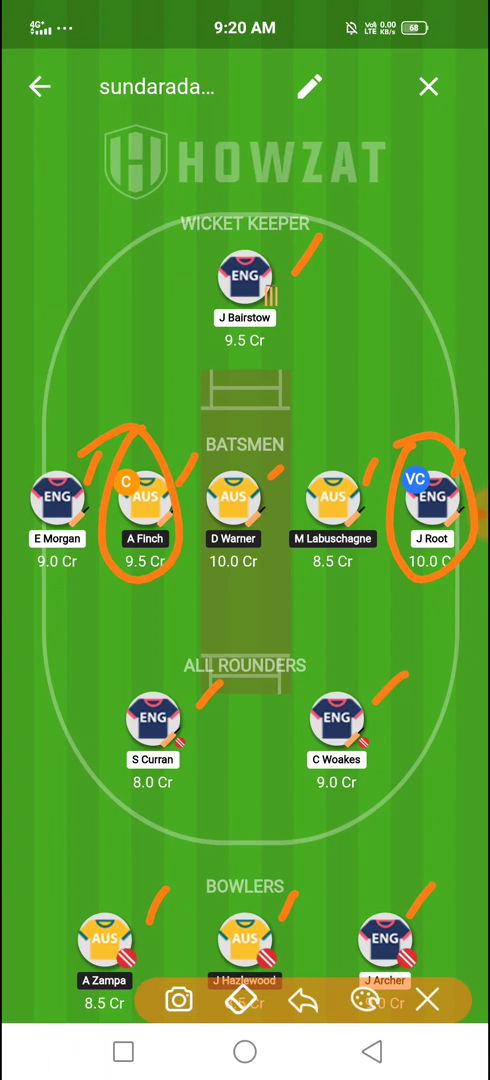 4G+ 9:20 AM Vo) 0.00 LTE KB/s 68
sundarada...
HOWZAT
WICKET KEEPER
ENG
J Bairstow
9.5 Cr
BATSMEN
ENG C AUS AUS AUS VC ENG
E Morgan A Finch D Warner M Labuschagne J Root
9.0 Cr 9.5 Cr 10.0 Cr 8.5 Cr 10.0 C
ALL ROUNDERS
ENG ENG
S Curran C Woakes
8.0 Cr 9.0 Cr
BOWLERS
AUS AUS ENG
A Zampa J Hazlewood J Archer
8.5 Cr